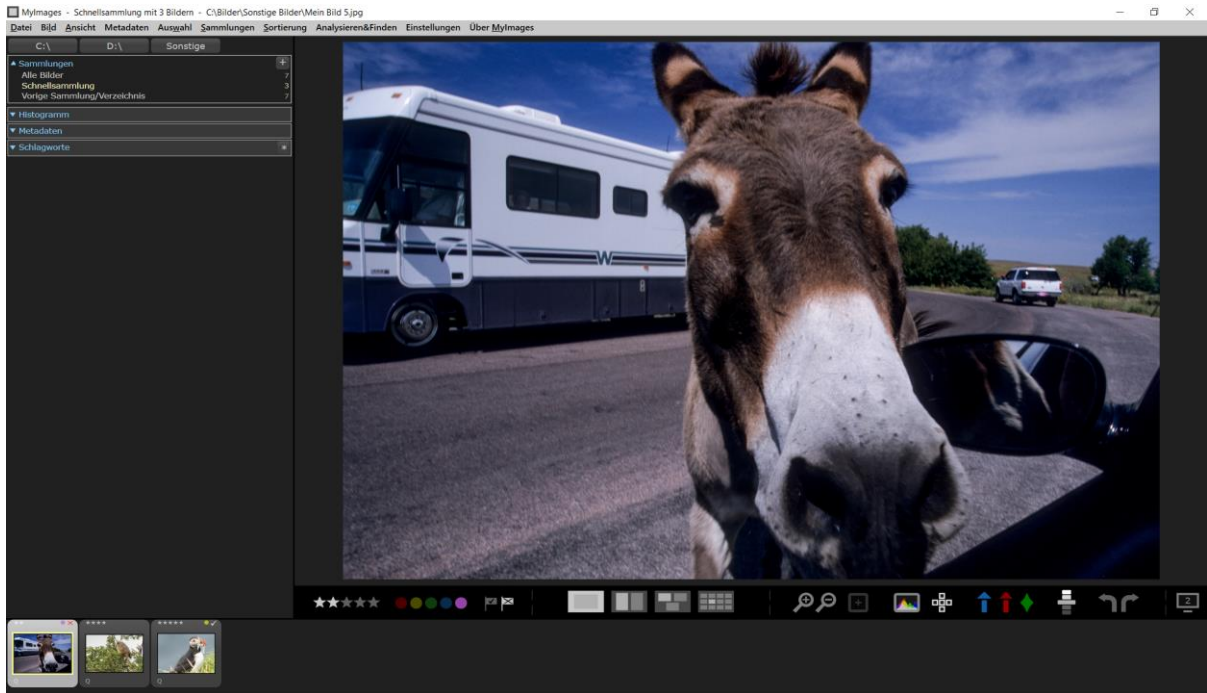 MyImages - Schnellsammlung mit 3 Bildern - C:\Bilder\Sonstige Bilder\Mein Bild 5.jpg
Datei Bild Ansicht Metadaten Auswahl Sammlungen Sortierung Analysieren&Finden Einstellungen Über MyImages
C:\ D:\ Sonstige
Sammlungen +
Alle Bilder 7
Schnellsammlung 3
Vorige Sammlung/Verzeichnis 7
Histogramm
Metadaten
Schlagworte
W
2
Q Q Q